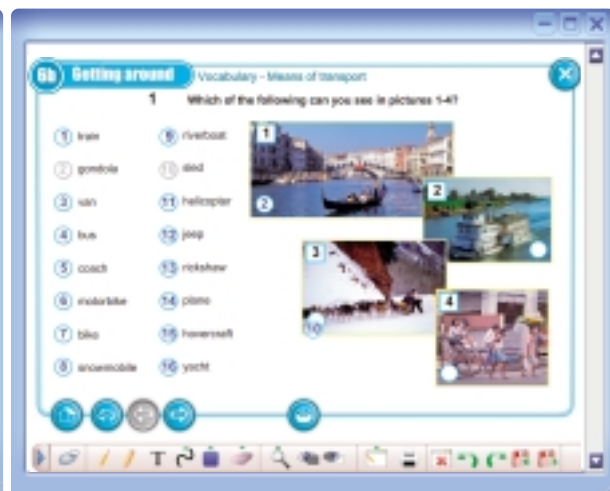 6b Getting around Vocabulary - Means of transport
1 Which of the following can you see in pictures 1-4?
1 train
2 gondola
3 van
4 bus
5 coach
6 motorbike
7 bike
8 snowmobile
9 riverboat
10 sled
11 helicopter
12 jeep
13 rickshaw
14 plane
15 hovercraft
16 yacht
1
2
2
3
10
4
T